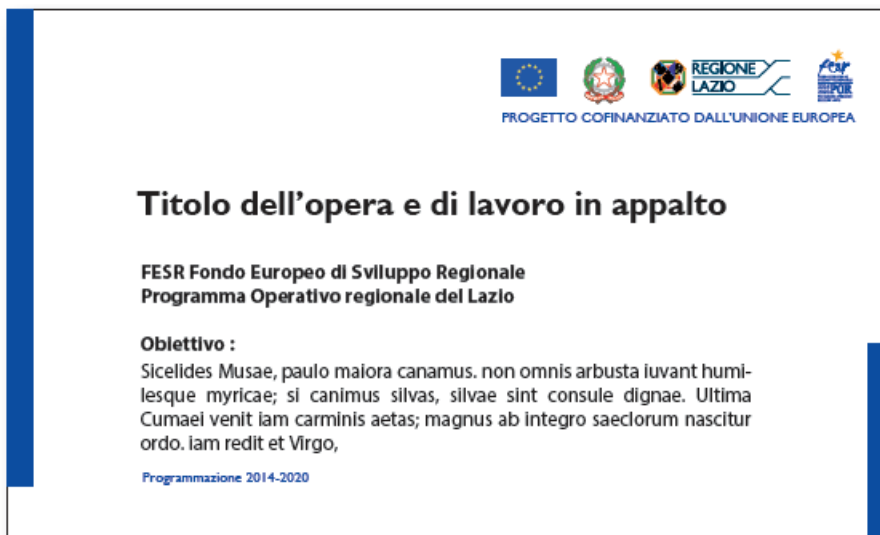 REGIONE
LAZIO
fesr
POR
PROGETTO COFINANZIATO DALL'UNIONE EUROPEA
Titolo dell'opera e di lavoro in appalto
FESR Fondo Europeo di Sviluppo Regionale
Programma Operativo regionale del Lazio
Obiettivo :
Sicelides Musae, paulo maiora canamus. non omnis arbusta iuvant humi-
lesque myricae; si canimus silvas, silvae sint consule dignae. Ultima
Cumaei venit iam carminis aetas; magnus ab integro saeclorum nascitur
ordo. iam redit et Virgo,
Programmazione 2014-2020